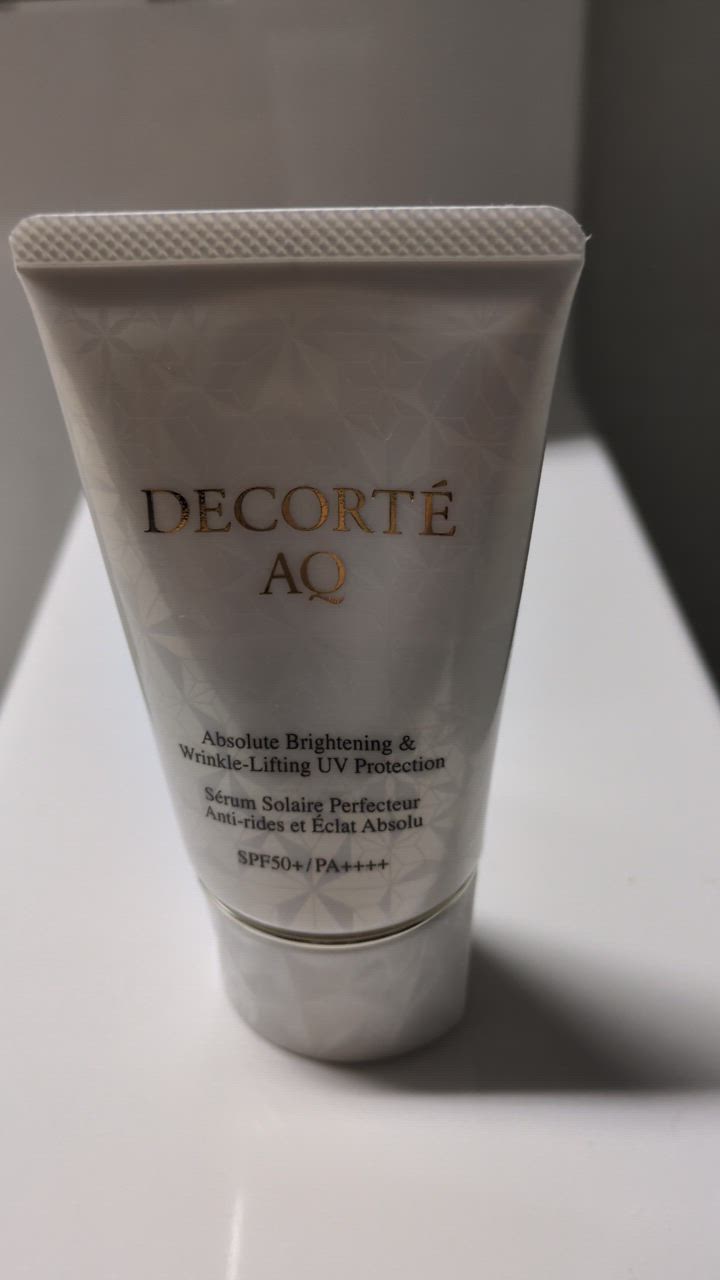 DECORTÉ
AQ
Absolute Brightening &
Wrinkle-Lifting UV Protection
Sérum Solaire Perfecteur
Anti-rides et Éclat Absolu
SPF50+/PA++++